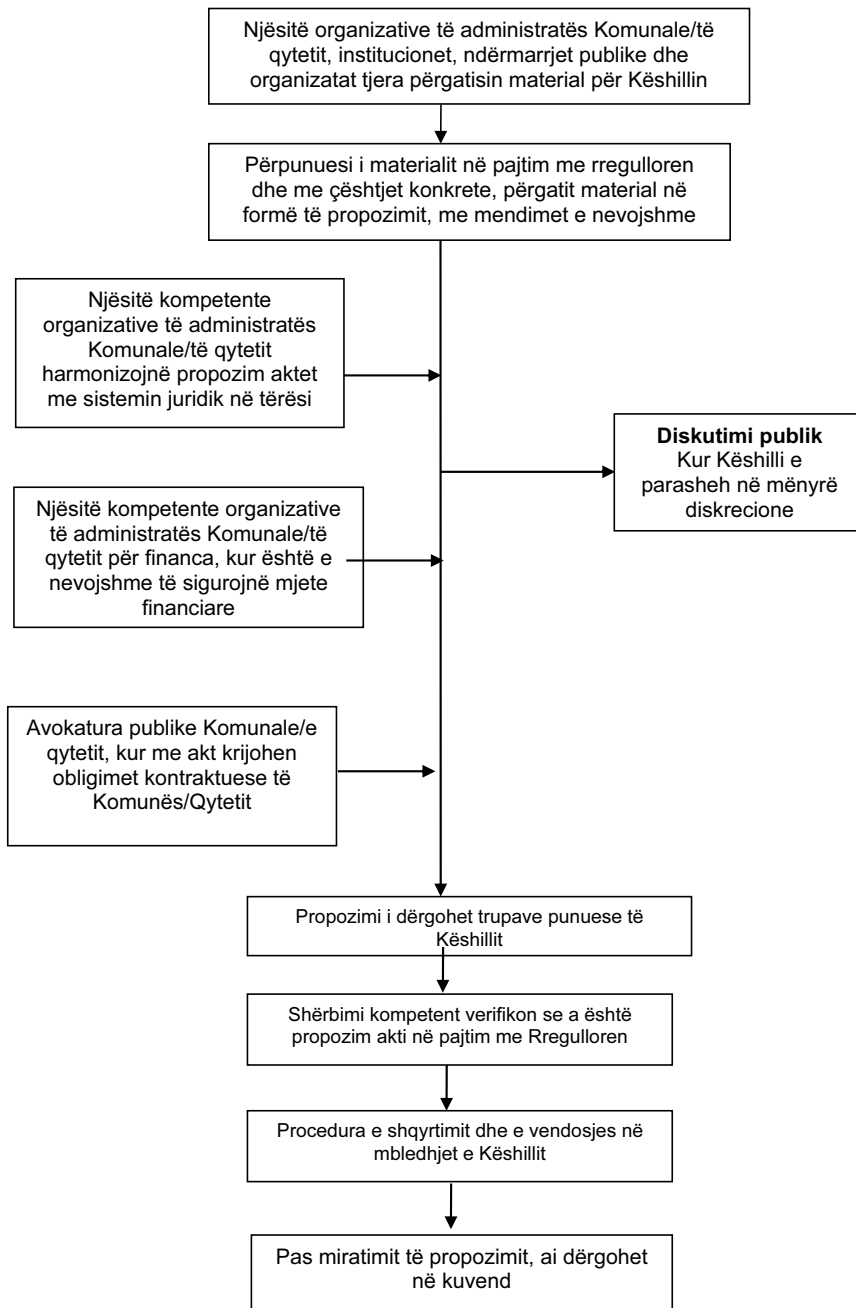 Njësitë organizative të administratës Komunale/të
qytetit, institucionet, ndërmarrjet publike dhe
organizatat tjera përgatisin material për Këshillin
Përpunuesi i materialit në pajtim me rregulloren
dhe me çështjet konkrete, përgatit material në
formë të propozimit, me mendimet e nevojshme
Njësitë kompetente
organizative të administratës
Komunale/të qytetit
harmonizojnë propozim aktet
me sistemin juridik në tërësi
Diskutimi publik
Kur Këshilli e
parasheh në mënyrë
diskrecione
Njësitë kompetente organizative
të administratës Komunale/të
qytetit për financa, kur është e
nevojshme të sigurojnë mjete
financiare
Avokatura publike Komunale/e
qytetit, kur me akt krijohen
obligimet kontraktuese të
Komunës/Qytetit
Propozimi i dërgohet trupave punuese të
Këshillit
Shërbimi kompetent verifikon se a është
propozim akti në pajtim me Rregulloren
Procedura e shqyrtimit dhe e vendosjes në
mbledhjet e Këshillit
Pas miratimit të propozimit, ai dërgohet
në kuvend